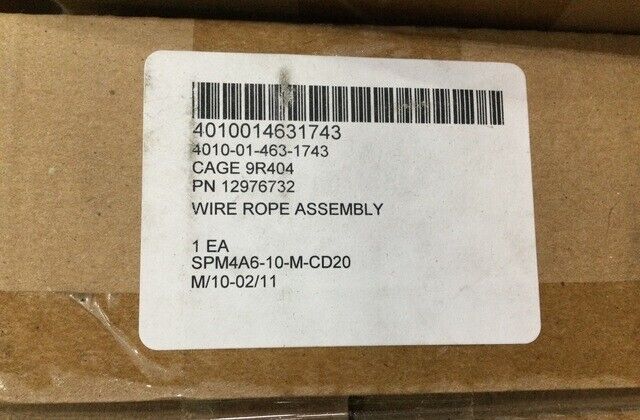 4010014631743
4010-01-463-1743
CAGE 9R404
PN 12976732
WIRE ROPE ASSEMBLY
1 EA
SPM4A6-10-M-CD20
M/10-02/11